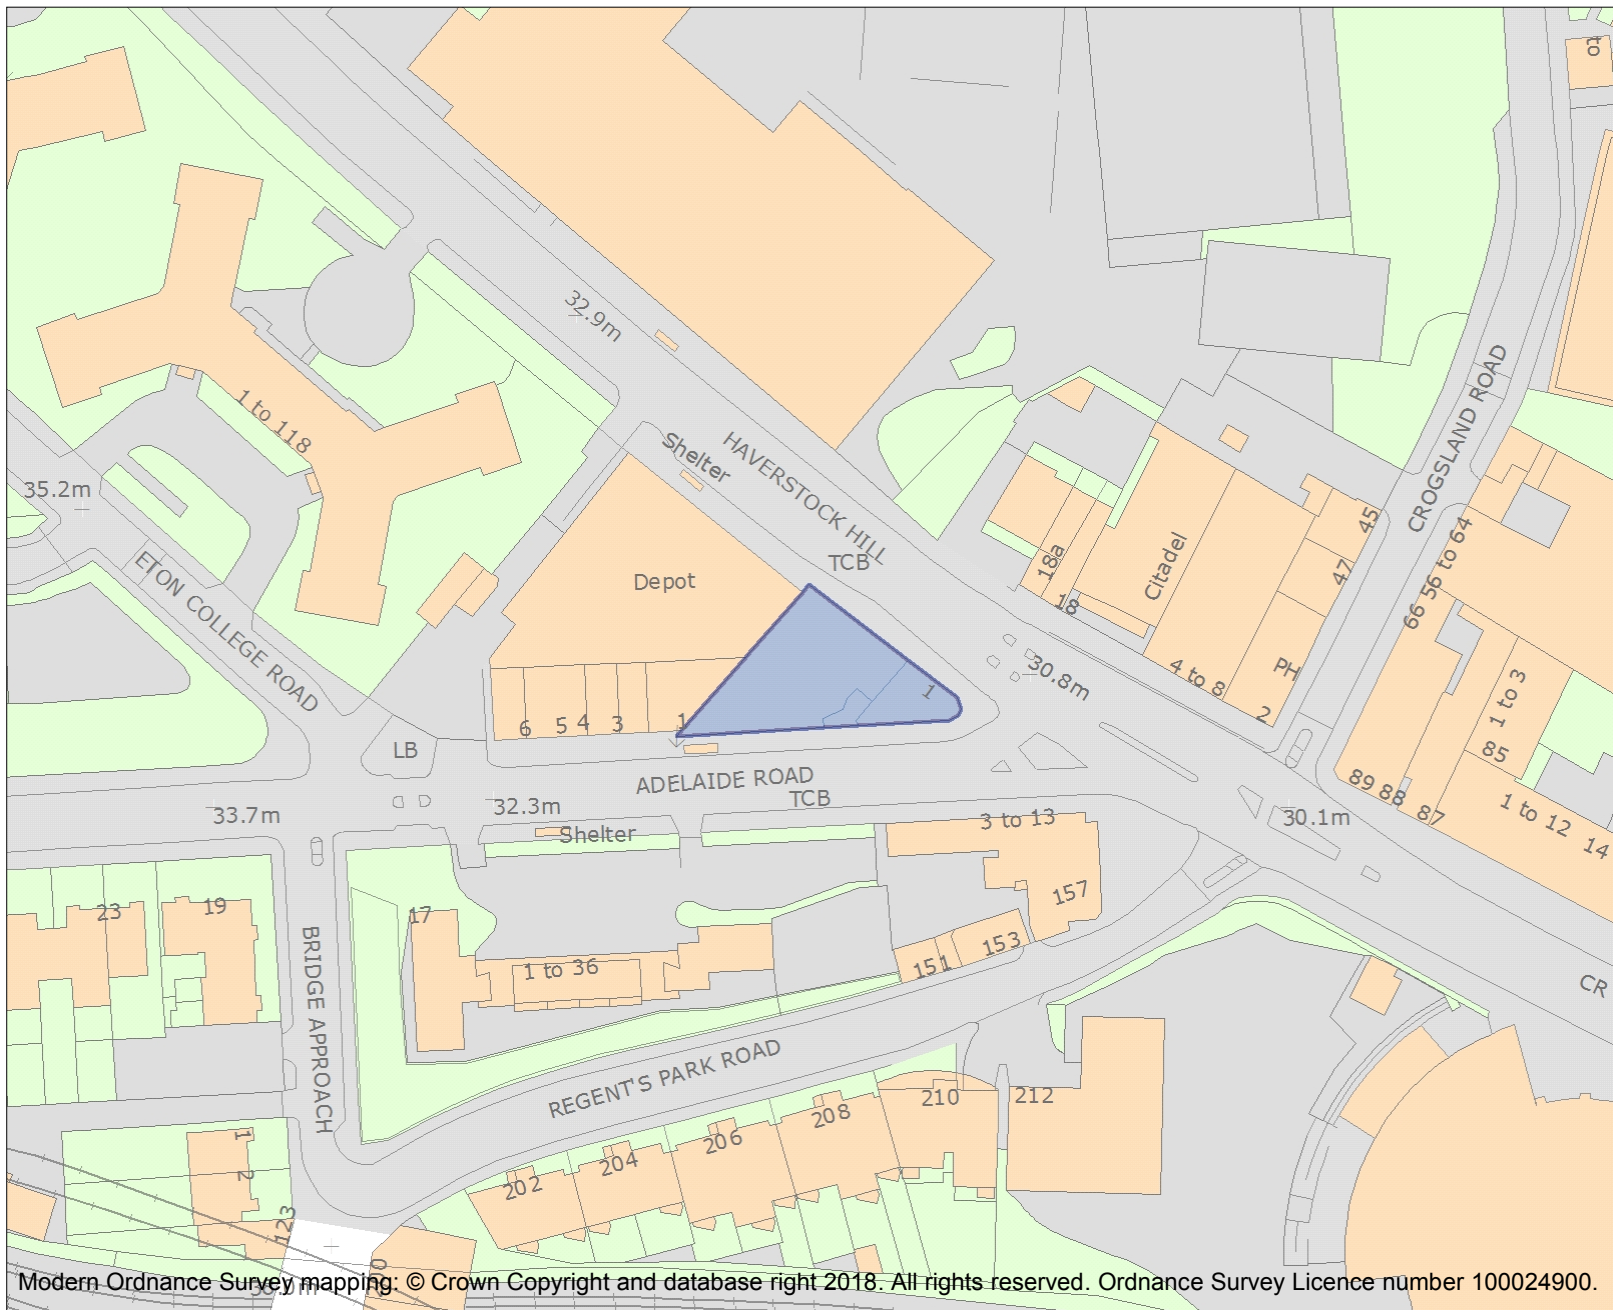 to
32.9m
1 to 118
Shelter
HAVERSTOCK HILL
CROGSLAND ROAD
35.2m
ETON COLLEGE ROAD
Depot
TCB
18a
18
Citadel
45
47
66 56 to 64
30.8m
4 to 8
PH
2
1 to 3
85
6
5
4
3
1
1
LB
ADELAIDE ROAD
TCB
33.7m
32.3m
Shelter
3 to 13
30.1m
89
88
87
1 to 12
14
23
19
17
157
153
151
1 to 36
BRIDGE APPROACH
CR
REGENT'S PARK ROAD
210
212
208
206
204
202
1
2
123
Modern Ordnance Survey mapping: © Crown Copyright and database right 2018. All rights reserved. Ordnance Survey Licence number 100024900.